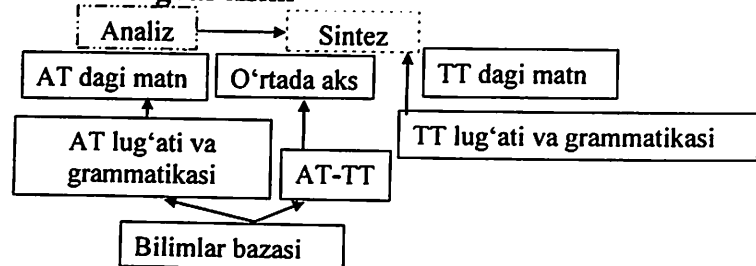 Analiz
Sintez
AT dagi matn
O‘rtada aks
TT dagi matn
AT lug‘ati va
grammatikasi
AT-TT
TT lug‘ati va grammatikasi
Bilimlar bazasi